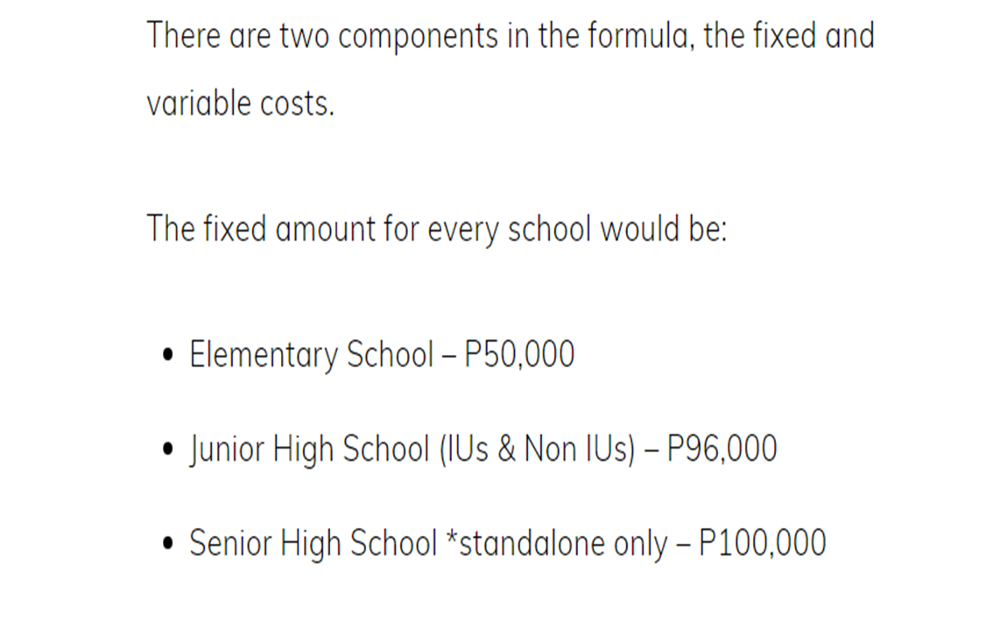 There are two components in the formula, the fixed and
variable costs.
The fixed amount for every school would be:
• Elementary School – P50,000
• Junior High School (IUs & Non IUs) – P96,000
• Senior High School *standalone only – P100,000